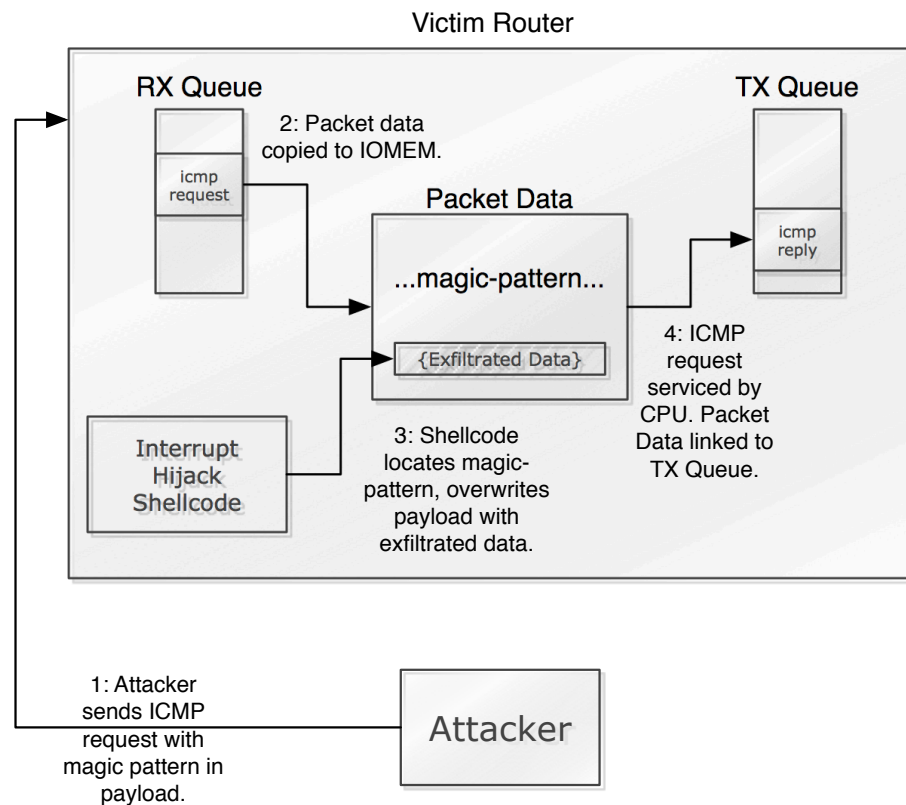 Victim Router
RX Queue
TX Queue
2: Packet data
copied to IOMEM.
icmp
request
Packet Data
...magic-pattern...
{Exfiltrated Data}
icmp
reply
4: ICMP
request
serviced by
CPU. Packet
Data linked to
TX Queue.
Interrupt
Hijack
Shellcode
3: Shellcode
locates magic-
pattern, overwrites
payload with
exfiltrated data.
1: Attacker
sends ICMP
request with
magic pattern in
payload.
Attacker